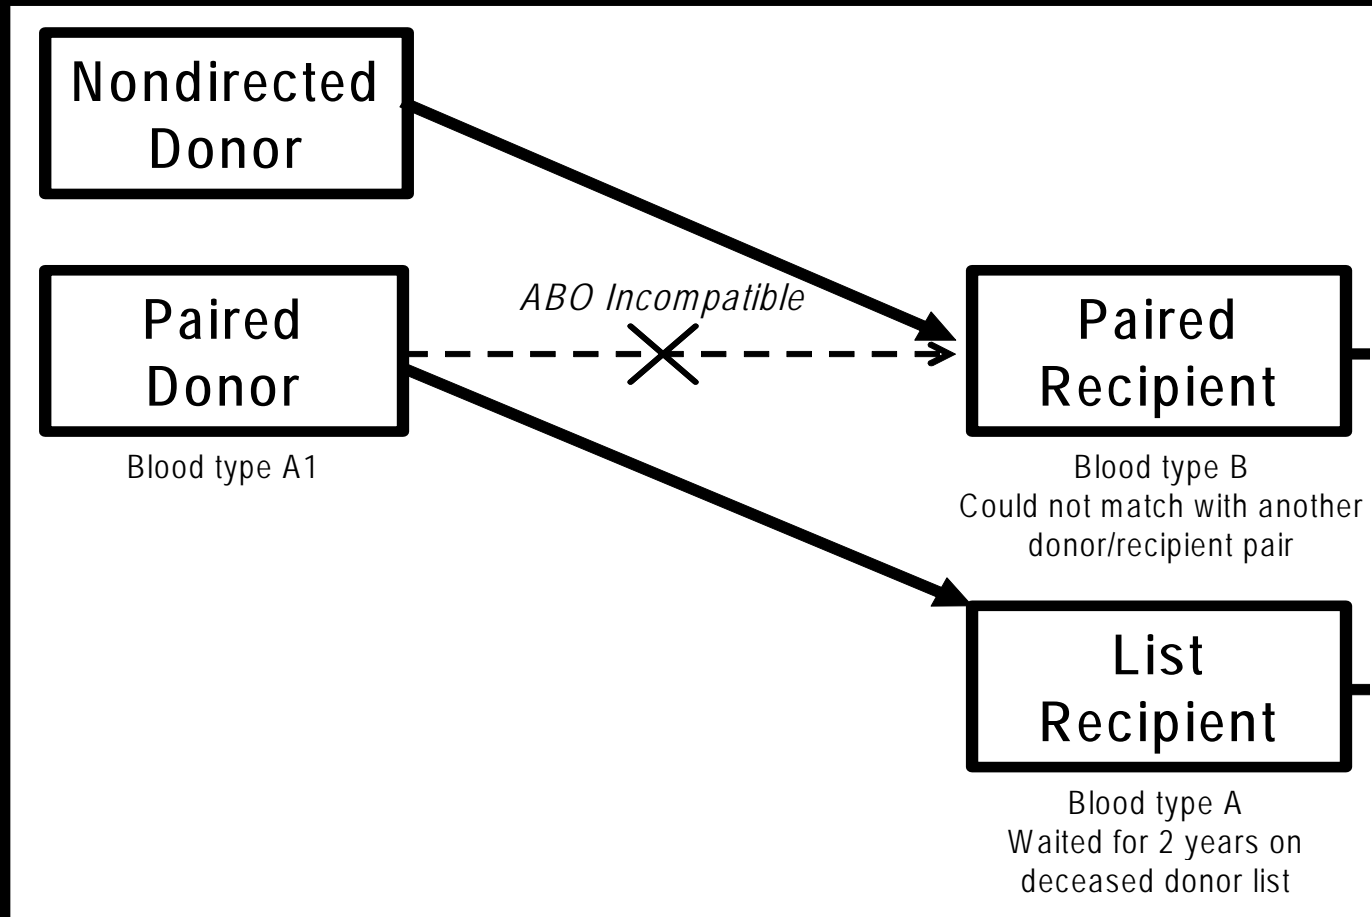 Nondirected
Donor
ABO Incompatible
Paired
Donor
Blood type A1
Paired
Recipient
Blood type B
Could not match with another
donor/recipient pair
List
Recipient
Blood type A
Waited for 2 years on
deceased donor list